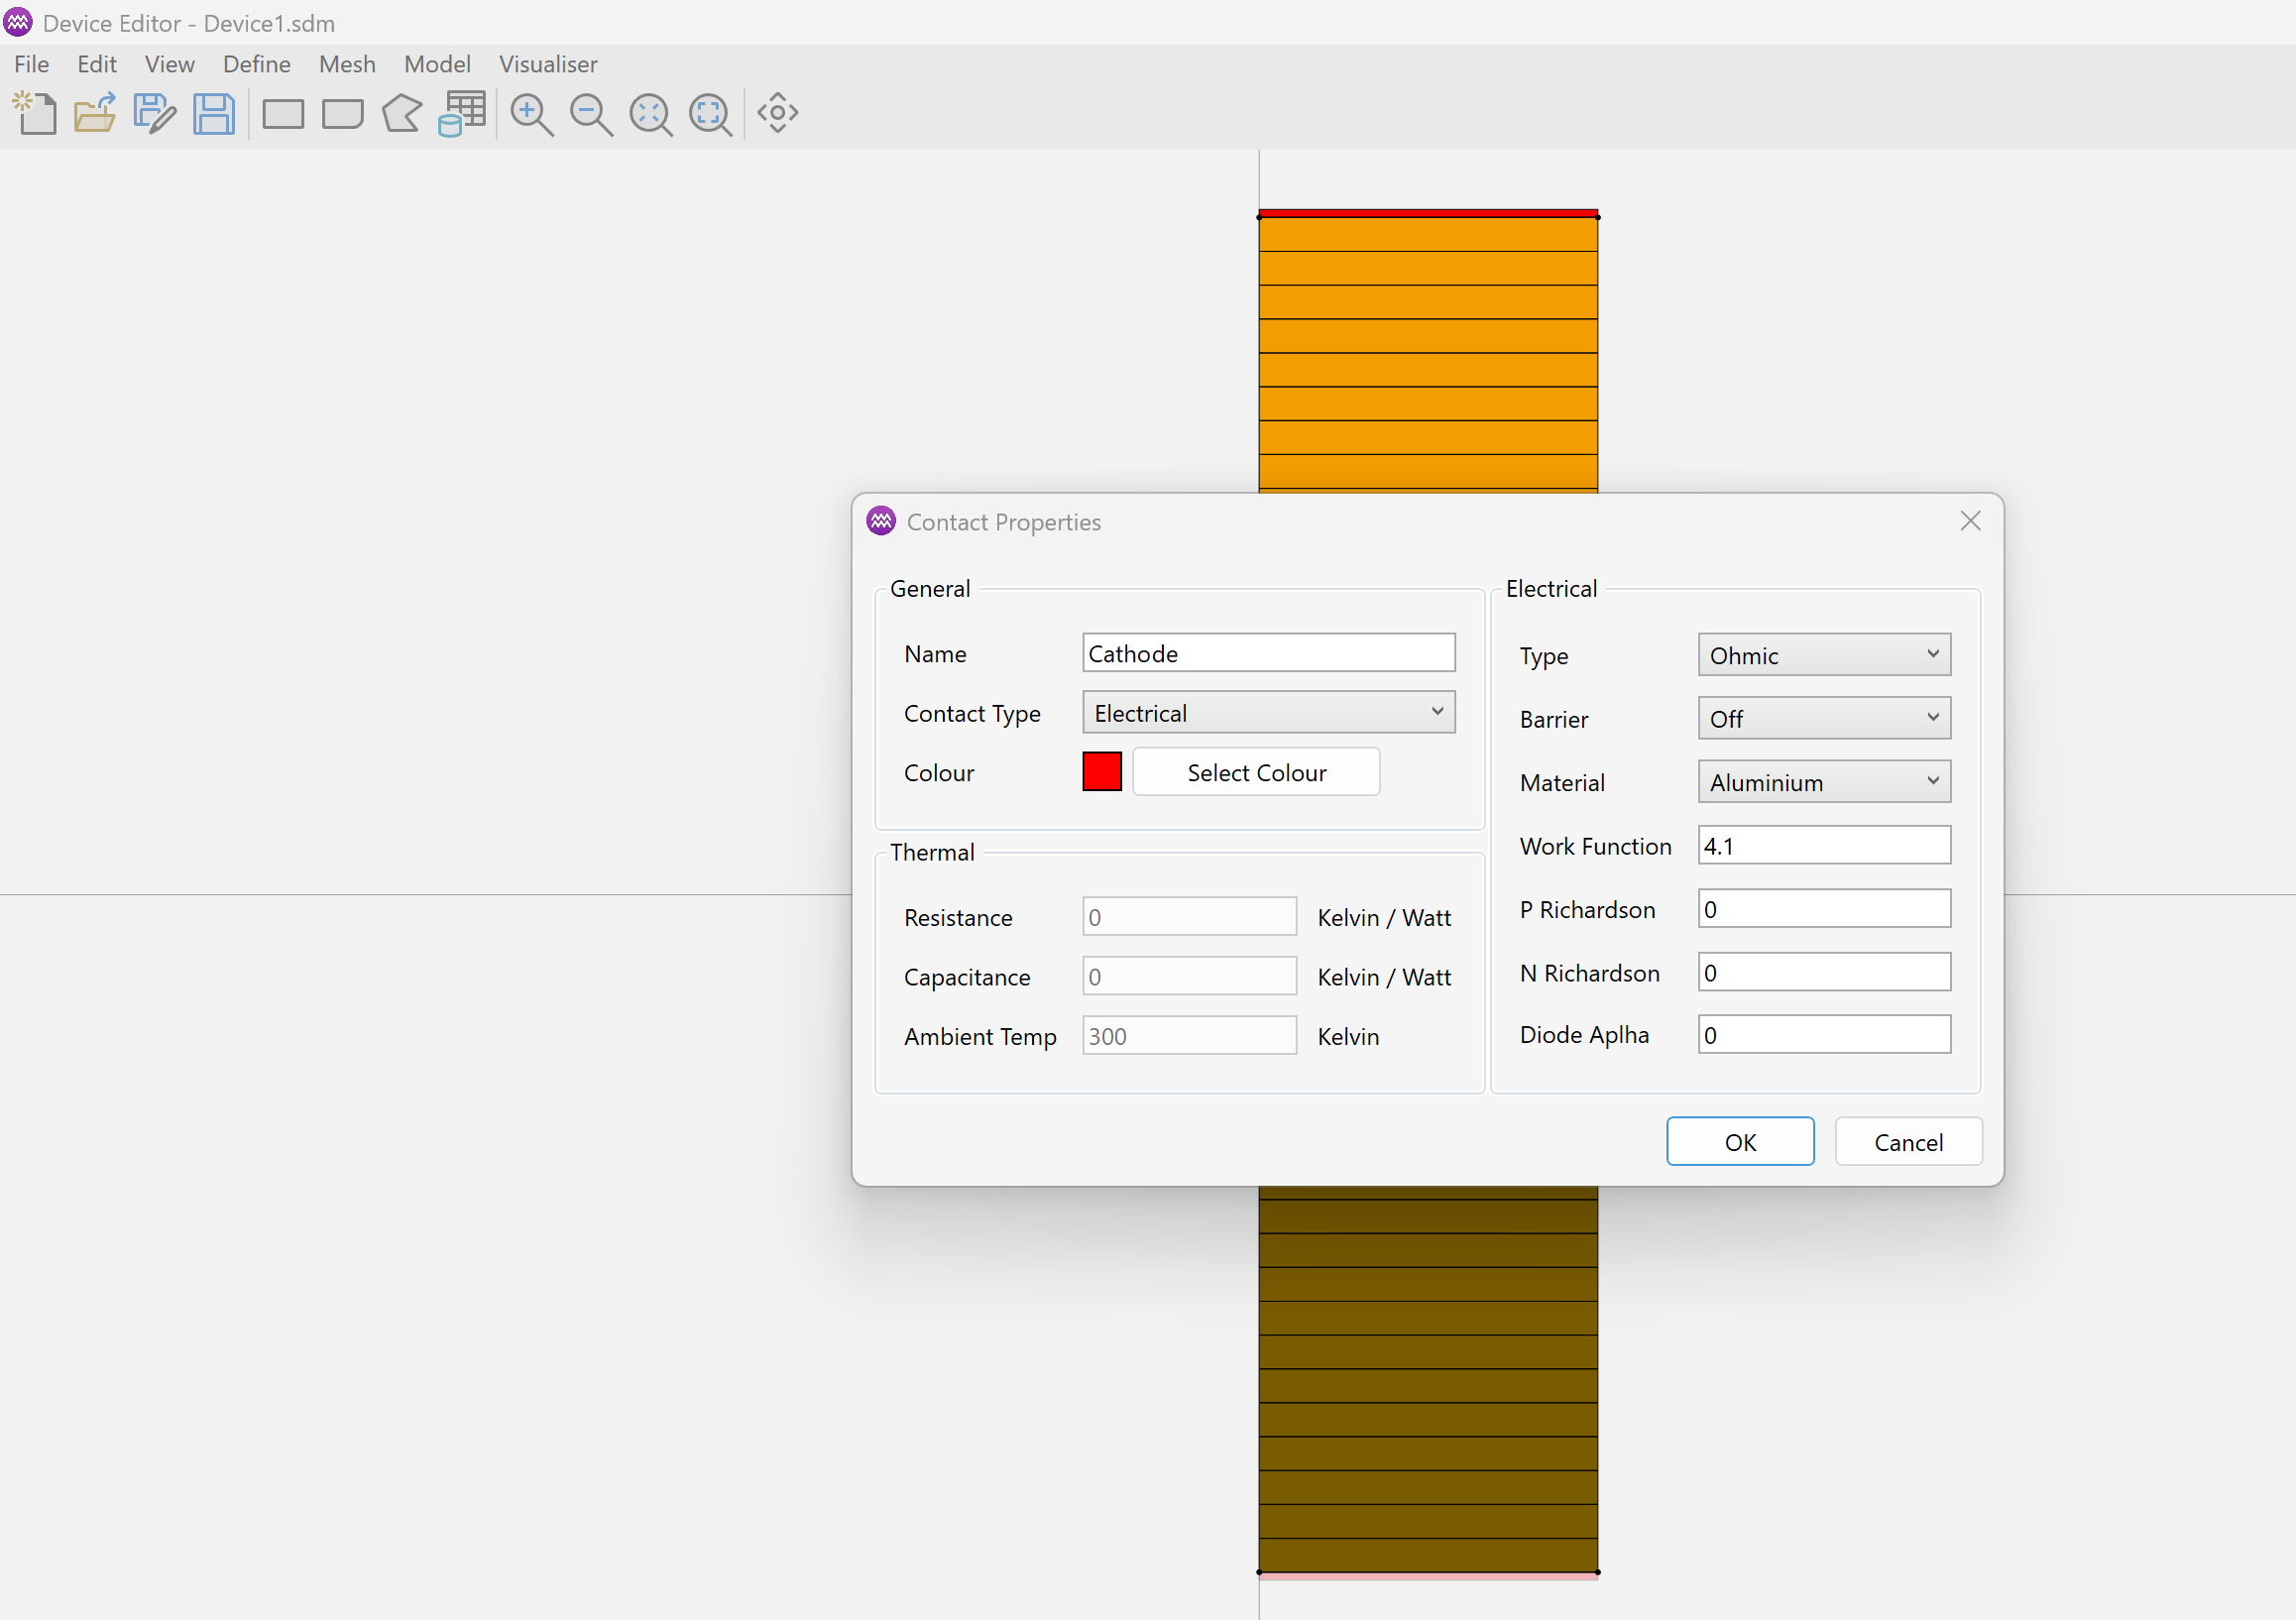 Device Editor - Device1.sdm
File Edit View Define Mesh Model Visualiser
Contact Properties
General
Name Cathode
Contact Type Electrical
Colour Select Colour
Thermal
Resistance 0 Kelvin / Watt
Capacitance 0 Kelvin / Watt
Ambient Temp 300 Kelvin
Electrical
Type Ohmic
Barrier Off
Material Aluminium
Work Function 4.1
P Richardson 0
N Richardson 0
Diode Aplha 0
OK Cancel